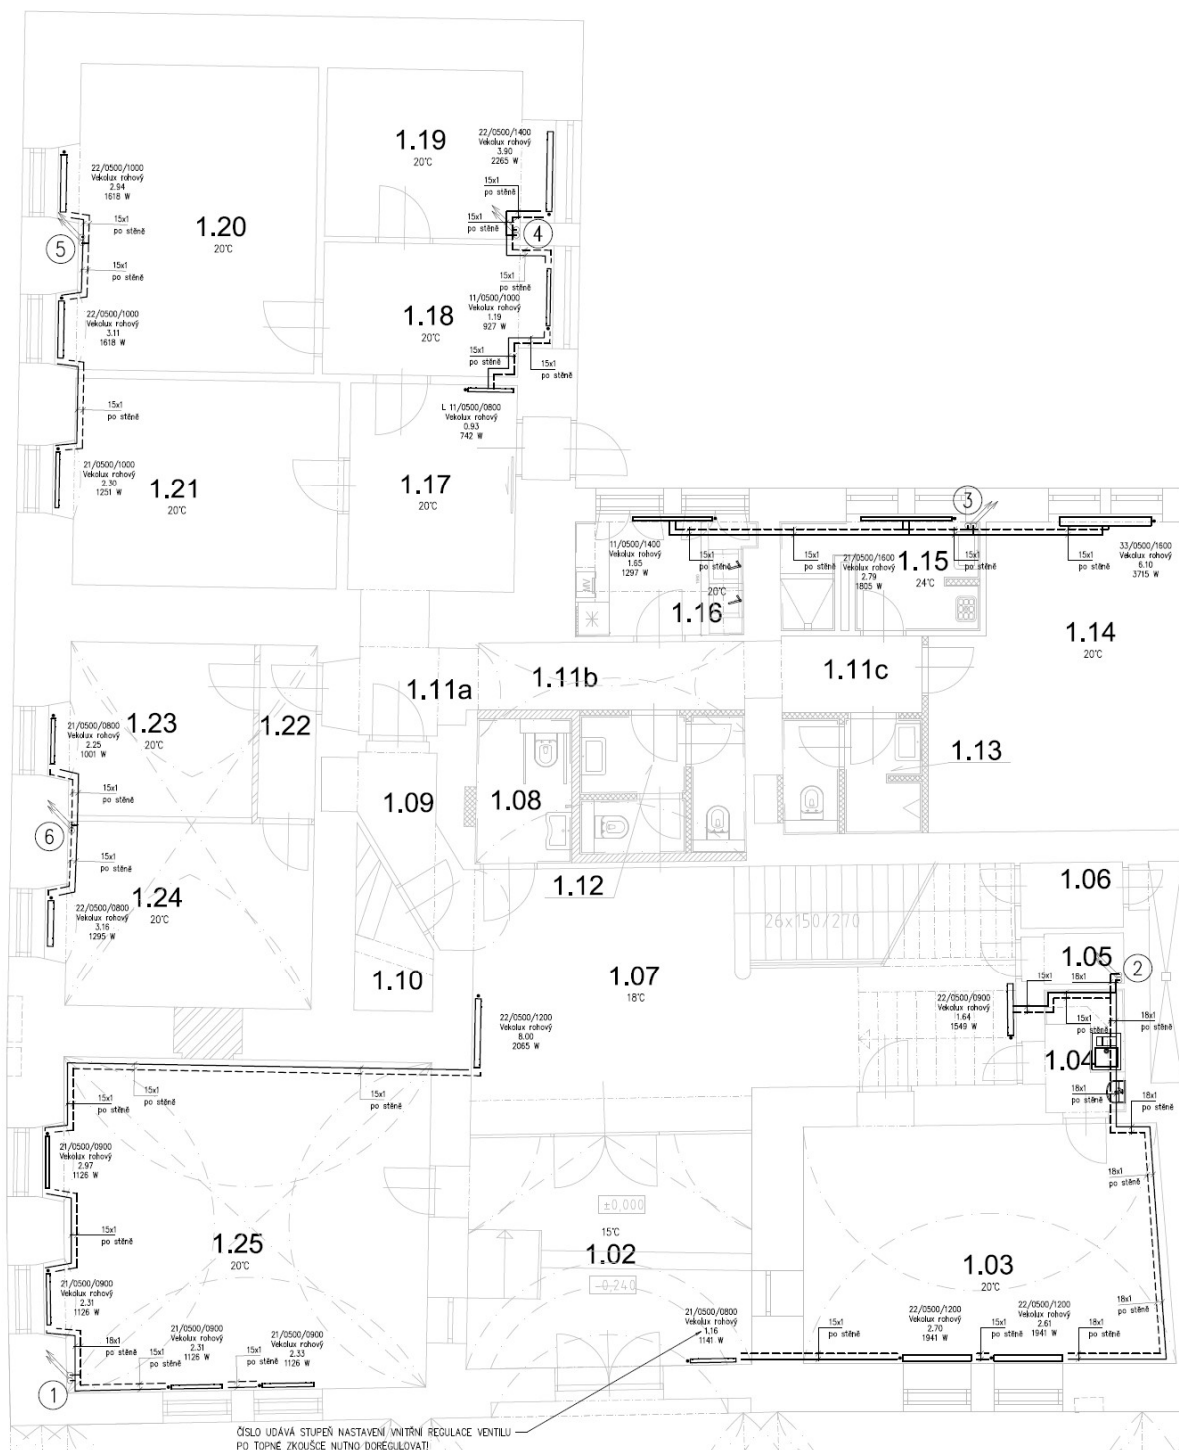 1.19
20°C
22/0500/1400
Vekolux rohový
3.90
2265 W
15x1
po stěně
15x1
po stěně
4
22/0500/1000
Vekolux rohový
2.94
1618 W
15x1
po stěně
1.20
20°C
5
15x1
po stěně
15x1
po stěně
11/0500/1000
Vekolux rohový
1.19
927 W
1.18
20°C
22/0500/1000
Vekolux rohový
3.11
1618 W
15x1
po stěně
15x1
po stěně
15x1
po stěně
L 11/0500/0800
Vekolux rohový
0.93
742 W
21/0500/1000
Vekolux rohový
2.30
1251 W
1.21
20°C
1.17
20°C
3
11/0500/1400
Vekolux rohový
1.65
1297 W
15x1
po stěně
15x1
po stěně
21/0500/1600
Vekolux rohový
2.79
1805 W
1.15
24°C
15x1
po stěně
15x1
po stěně
33/0500/1600
Vekolux rohový
6.10
3715 W
MV
20°C
1.16
1.14
20°C
1.11a
1.11b
1.11c
1.23
20°C
1.22
21/0500/0800
Vekolux rohový
2.25
1001 W
15x1
po stěně
1.13
1.09
1.08
6
15x1
po stěně
1.12
1.24
20°C
22/0500/0800
Vekolux rohový
3.16
1295 W
26x150/270
1.06
1.10
1.07
18°C
1.05
2
15x1
po stěně
18x1
po stěně
22/0500/0900
Vekolux rohový
1.64
1549 W
15x1
po stěně
18x1
po stěně
22/0500/1200
Vekolux rohový
8.00
2065 W
1.04
15x1
po stěně
15x1
po stěně
15x1
po stěně
18x1
po stěně
18x1
po stěně
21/0500/0900
Vekolux rohový
2.97
1126 W
18x1
po stěně
±0,000
15x1
po stěně
1.25
20°C
15°C
1.02
1.03
20°C
-0,240
21/0500/0900
Vekolux rohový
2.31
1126 W
18x1
po stěně
15x1
po stěně
21/0500/0900
Vekolux rohový
2.31
1126 W
15x1
po stěně
21/0500/0900
Vekolux rohový
2.33
1126 W
21/0500/0800
Vekolux rohový
1.16
1141 W
15x1
po stěně
22/0500/1200
Vekolux rohový
2.70
1941 W
15x1
po stěně
22/0500/1200
Vekolux rohový
2.61
1941 W
18x1
po stěně
18x1
po stěně
1
ČÍSLO UDÁVÁ STUPEŇ NASTAVENÍ VNITŘNÍ REGULACE VENTILU
PO TOPNÉ ZKOUŠCE NUTNO DOREGULOVAT!